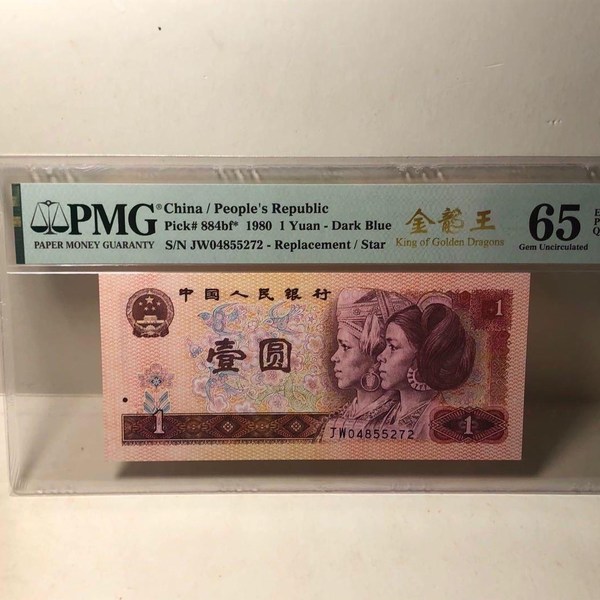 PMG®
PAPER MONEY GUARANTY
China / People's Republic
Pick# 884bf* 1980 1 Yuan - Dark Blue
S/N JW04855272 - Replacement / Star
金龍王
King of Golden Dragons
65
Gem Uncirculated
E
P
Q
中国人民银行
壹圆
1
1
JW04855272
1